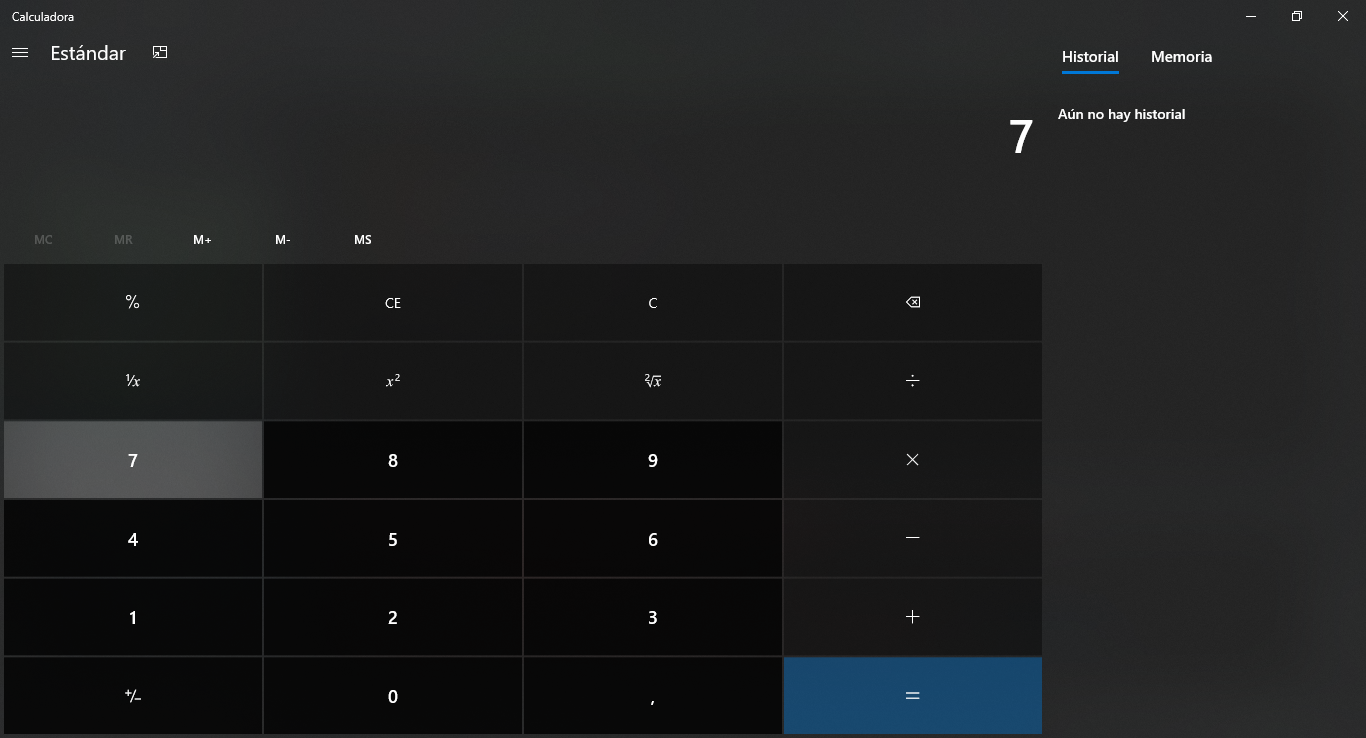 Calculadora
Estándar
Historial Memoria
7
Aún no hay historial
MC MR M+ M- MS
% CE C
¹/x x² ²√x ÷
7 8 9 ×
4 5 6 −
1 2 3 +
+/− 0 , =